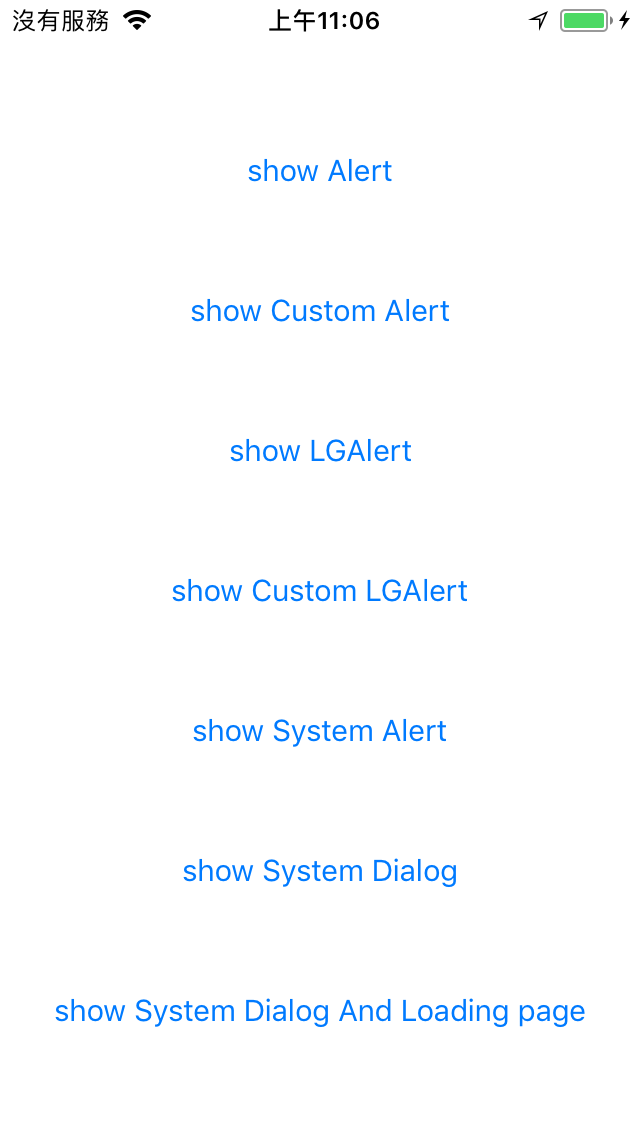 沒有服務 上午11:06
show Alert
show Custom Alert
show LGAlert
show Custom LGAlert
show System Alert
show System Dialog
show System Dialog And Loading page